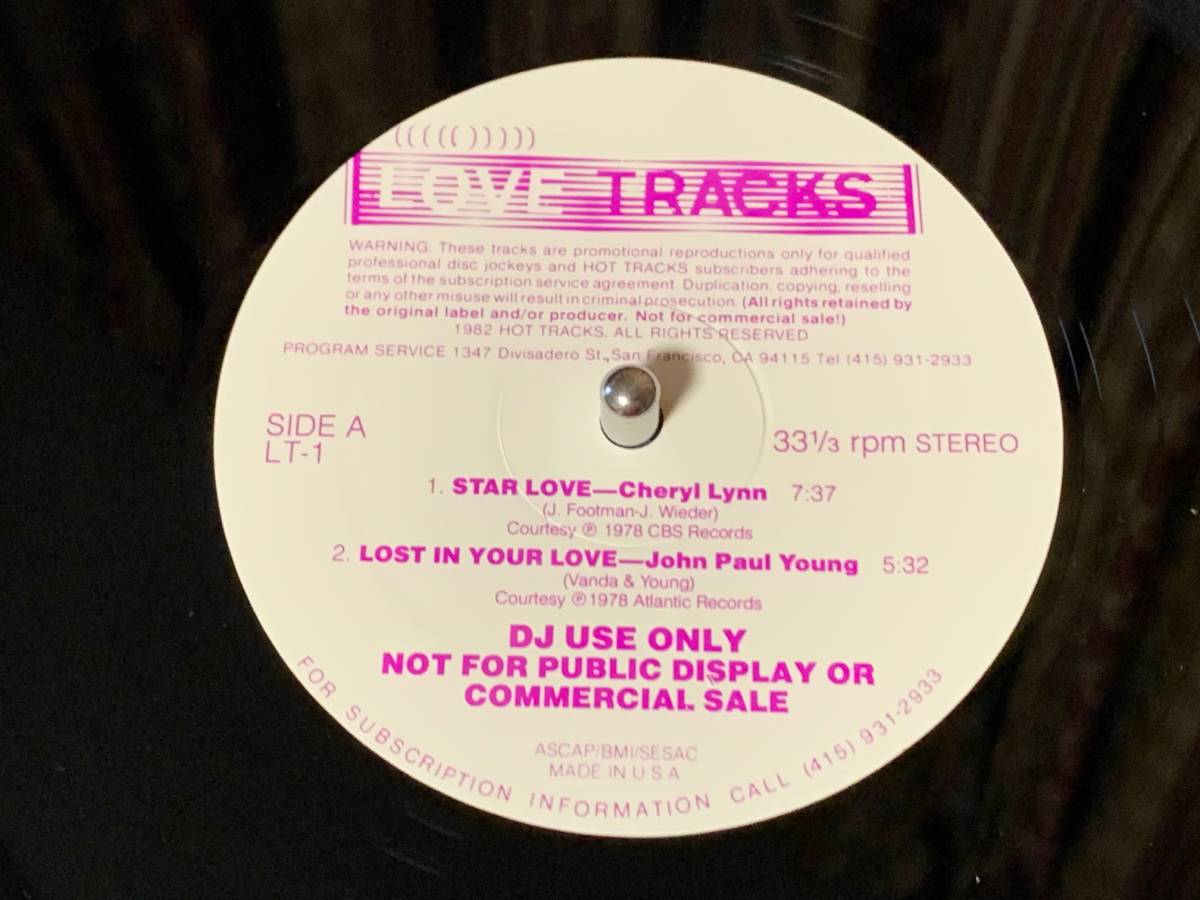 ((((( )))))
LOVE TRACKS
WARNING: These tracks are promotional reproductions only for qualified
professional disc jockeys and HOT TRACKS subscribers adhering to the
terms of the subscription service agreement. Duplication, copying, reselling
or any other misuse will result in criminal prosecution. (All rights retained by
the original label and/or producer. Not for commercial sale!)
1982 HOT TRACKS. ALL RIGHTS RESERVED
PROGRAM SERVICE 1347 Divisadero St., San Francisco, CA 94115 Tel (415) 931-2933
SIDE A
LT-1
33⅓ rpm STEREO
1. STAR LOVE—Cheryl Lynn 7:37
(J. Footman-J. Wieder)
Courtesy ℗ 1978 CBS Records
2. LOST IN YOUR LOVE—John Paul Young 5:32
(Vanda & Young)
Courtesy ℗ 1978 Atlantic Records
DJ USE ONLY
NOT FOR PUBLIC DISPLAY OR
COMMERCIAL SALE
ASCAP/BMI/SESAC
MADE IN U S A
FOR SUBSCRIPTION INFORMATION CALL (415) 931-2933